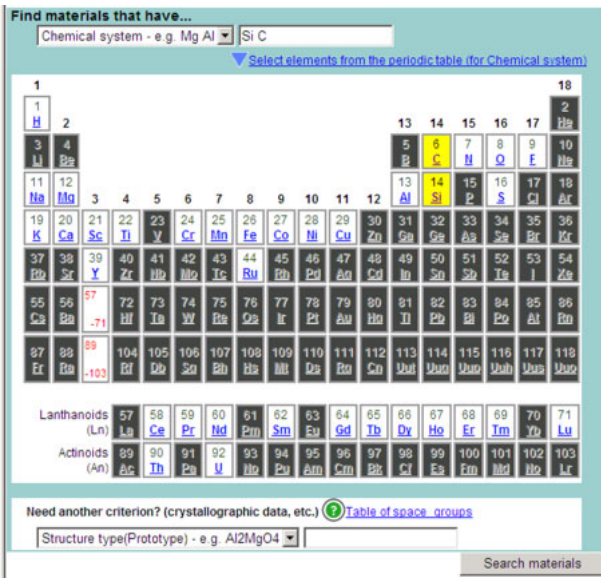 Find materials that have...
Chemical system - e.g. Mg Al Si C
Select elements from the periodic table (for Chemical system)
1 18
1 2
H 2 13 14 15 16 17 He
3 4 5 6 7 8 9 10
Li Be B C N O F Ne
11 12 13 14 15 16 17 18
Na Mg 3 4 5 6 7 8 9 10 11 12 Al Si P S Cl Ar
19 20 21 22 23 24 25 26 27 28 29 30 31 32 33 34 35 36
K Ca Sc Ti V Cr Mn Fe Co Ni Cu Zn Ga Ge As Se Br Kr
37 38 39 40 41 42 43 44 45 46 47 48 49 50 51 52 53 54
Rb Sr Y Zr Nb Mo Tc Ru Rh Pd Ag Cd In Sn Sb Te I Xe
55 56 57 72 73 74 75 76 77 78 79 80 81 82 83 84 85 86
Cs Ba -71 Hf Ta W Re Os Ir Pt Au Hg Tl Pb Bi Po At Rn
87 88 89 104 105 106 107 108 109 110 111 112 113 114 115 116 117 118
Fr Ra -103 Rf Db Sg Bh Hs Mt Ds Rg Cn Uut Uuq Uup Uuh Uus Uuo
Lanthanoids 57 58 59 60 61 62 63 64 65 66 67 68 69 70 71
(Ln) La Ce Pr Nd Pm Sm Eu Gd Tb Dy Ho Er Tm Yb Lu
Actinoids 89 90 91 92 93 94 95 96 97 98 99 100 101 102 103
(An) Ac Th Pa U Np Pu Am Cm Bk Cf Es Fm Md No Lr
Need another criterion? (crystallographic data, etc.) ? Table of space groups
Structure type(Prototype) - e.g. Al2MgO4
Search materials